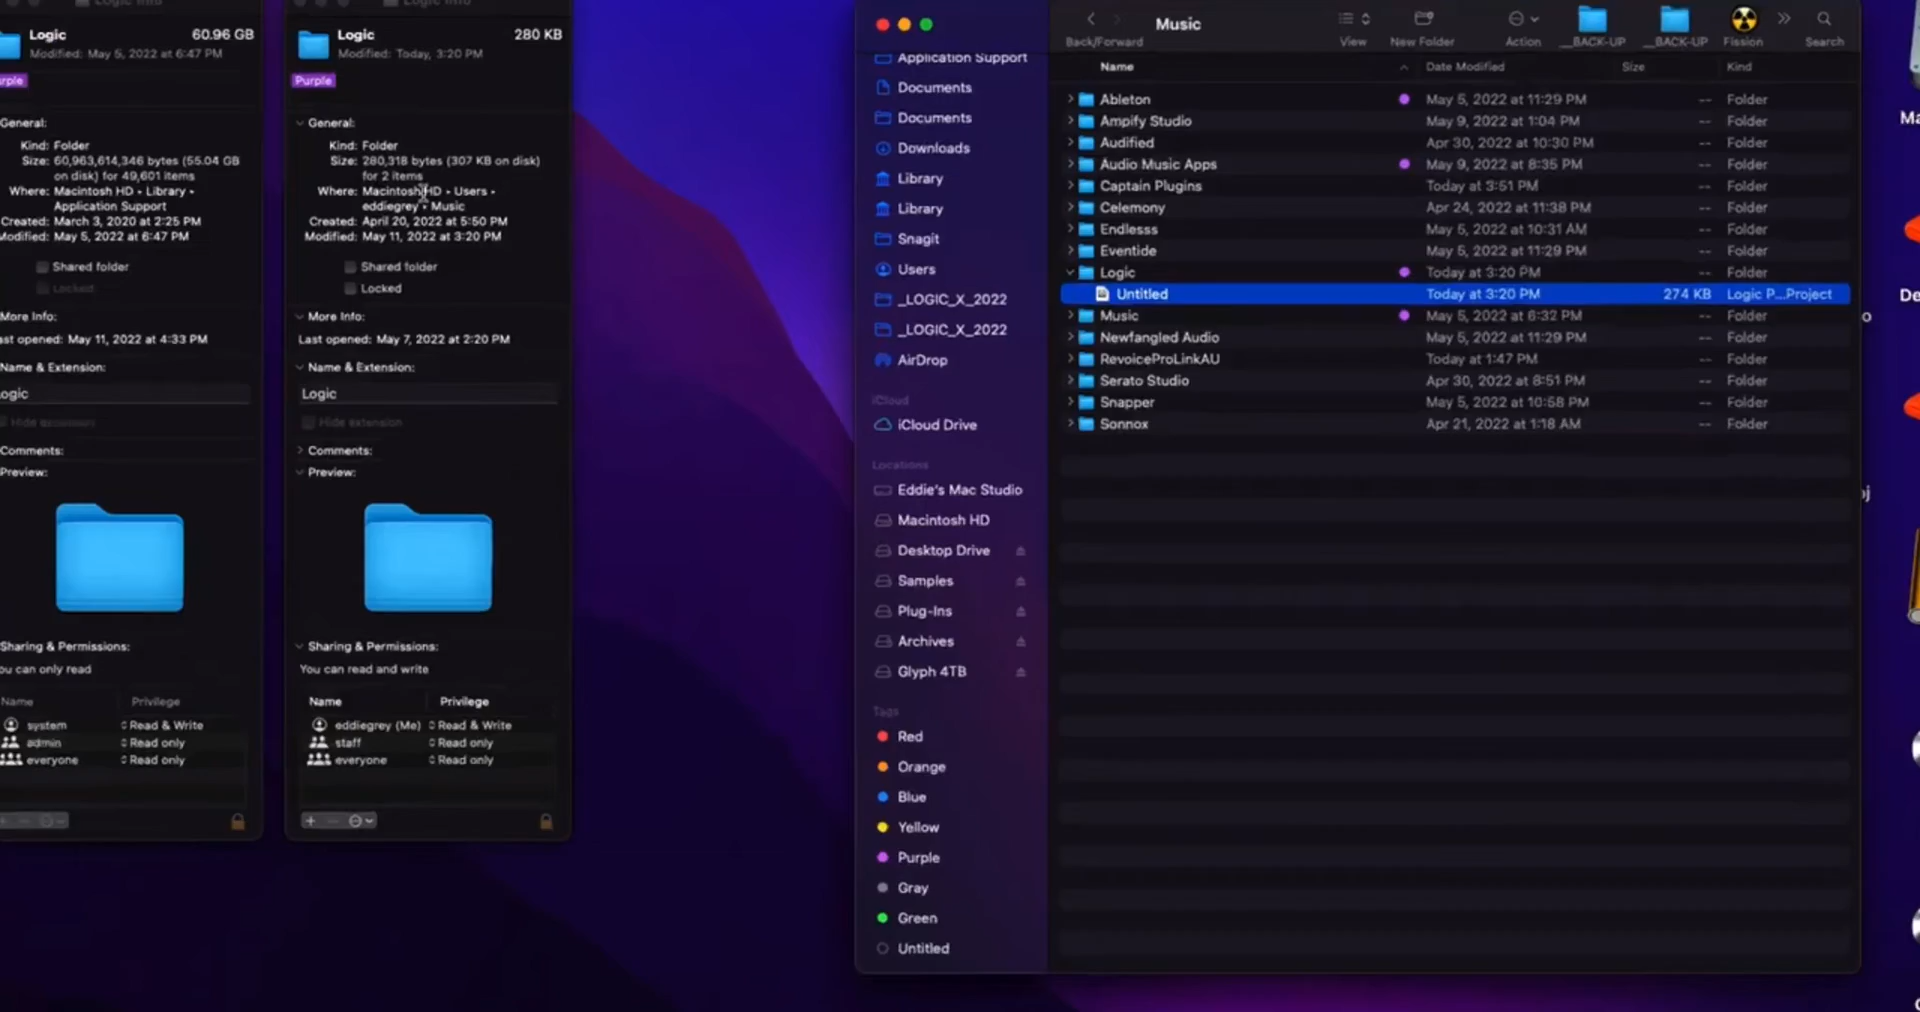 Logic 60.96 GB
Modified: May 5, 2022 at 6:47 PM
General:
Kind: Folder
Size: 60,963,614,346 bytes (55.04 GB
on disk) for 49,601 items
Where: Macintosh HD • Library •
Application Support
Created: March 3, 2020 at 2:25 PM
Modified: May 5, 2022 at 6:47 PM
Shared folder
Locked
More Info:
ast opened: May 11, 2022 at 4:33 PM
Name & Extension:
ogic
Hide extension
Comments:
Preview:
Sharing & Permissions:
ou can only read
Name Privilege
system Read & Write
admin Read only
everyone Read only
Logic Info
Logic 280 KB
Modified: Today, 3:20 PM
Purple
General:
Kind: Folder
Size: 280,318 bytes (307 KB on disk)
for 2 items
Where: Macintosh HD • Users •
eddiegrey • Music
Created: April 20, 2022 at 5:50 PM
Modified: May 11, 2022 at 3:20 PM
Shared folder
Locked
More Info:
Last opened: May 7, 2022 at 2:20 PM
Name & Extension:
Logic
Hide extension
Comments:
Preview:
Sharing & Permissions:
You can read and write
Name Privilege
eddiegrey (Me) Read & Write
staff Read only
everyone Read only
Application Support
Documents
Documents
Downloads
Library
Library
Snagit
Users
_LOGIC_X_2022
_LOGIC_X_2022
AirDrop
iCloud
iCloud Drive
Locations
Eddie's Mac Studio
Macintosh HD
Desktop Drive
Samples
Plug-Ins
Archives
Glyph 4TB
Tags
Red
Orange
Blue
Yellow
Purple
Gray
Green
Untitled
Music
Back/Forward View New Folder Action __BACK-UP __BACK-UP Fission Search
Name Date Modified Size Kind
Ableton May 5, 2022 at 11:29 PM -- Folder
Ampify Studio May 9, 2022 at 1:04 PM -- Folder
Audified Apr 30, 2022 at 10:30 PM -- Folder
Audio Music Apps May 9, 2022 at 8:35 PM -- Folder
Captain Plugins Today at 3:51 PM -- Folder
Celemony Apr 24, 2022 at 11:38 PM -- Folder
Endlesss May 5, 2022 at 10:31 AM -- Folder
Eventide May 5, 2022 at 11:29 PM -- Folder
Logic Today at 3:20 PM -- Folder
Untitled Today at 3:20 PM 274 KB Logic P...Project
Music May 5, 2022 at 6:32 PM -- Folder
Newfangled Audio May 5, 2022 at 11:29 PM -- Folder
RevoiceProLinkAU Today at 1:47 PM -- Folder
Serato Studio Apr 30, 2022 at 8:51 PM -- Folder
Snapper May 5, 2022 at 10:58 PM -- Folder
Sonnox Apr 21, 2022 at 1:18 AM -- Folder